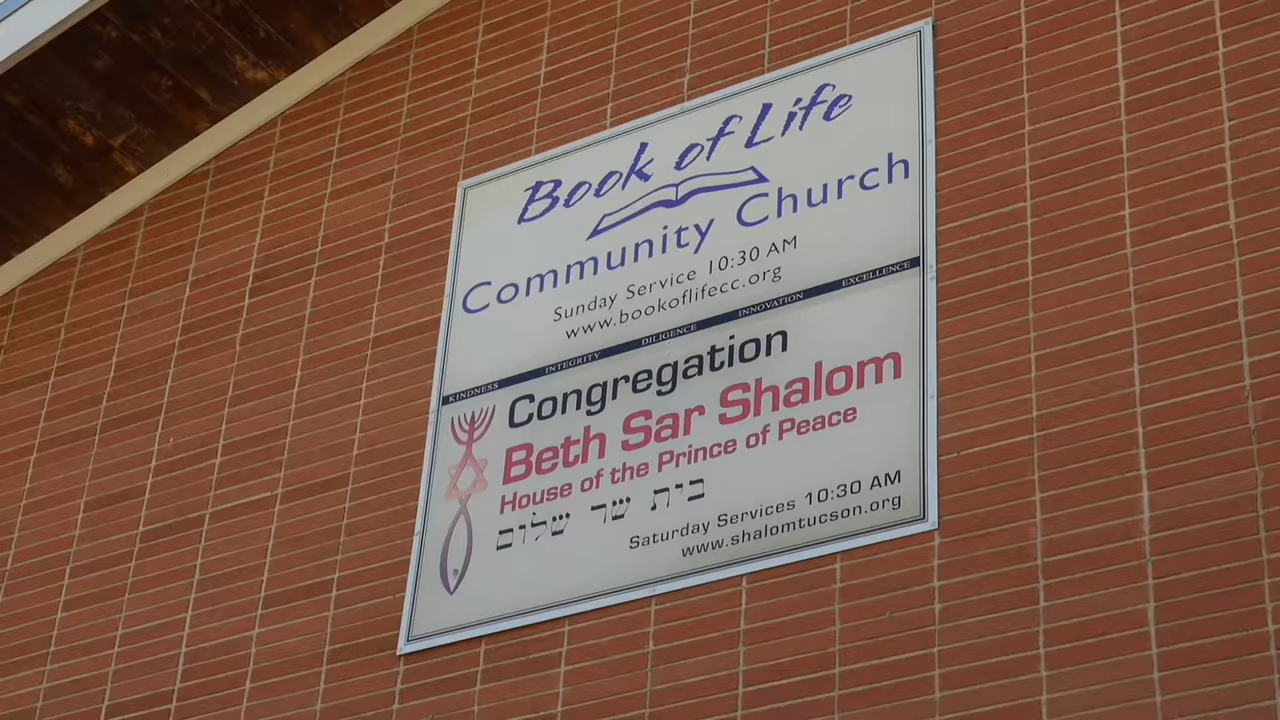 Book of Life
Community Church
Sunday Service 10:30 AM
www.bookoflifecc.org
KINDNESS INTEGRITY DILIGENCE INNOVATION EXCELLENCE
Congregation
Beth Sar Shalom
House of the Prince of Peace
בית שר שלום
Saturday Services 10:30 AM
www.shalomtucson.org